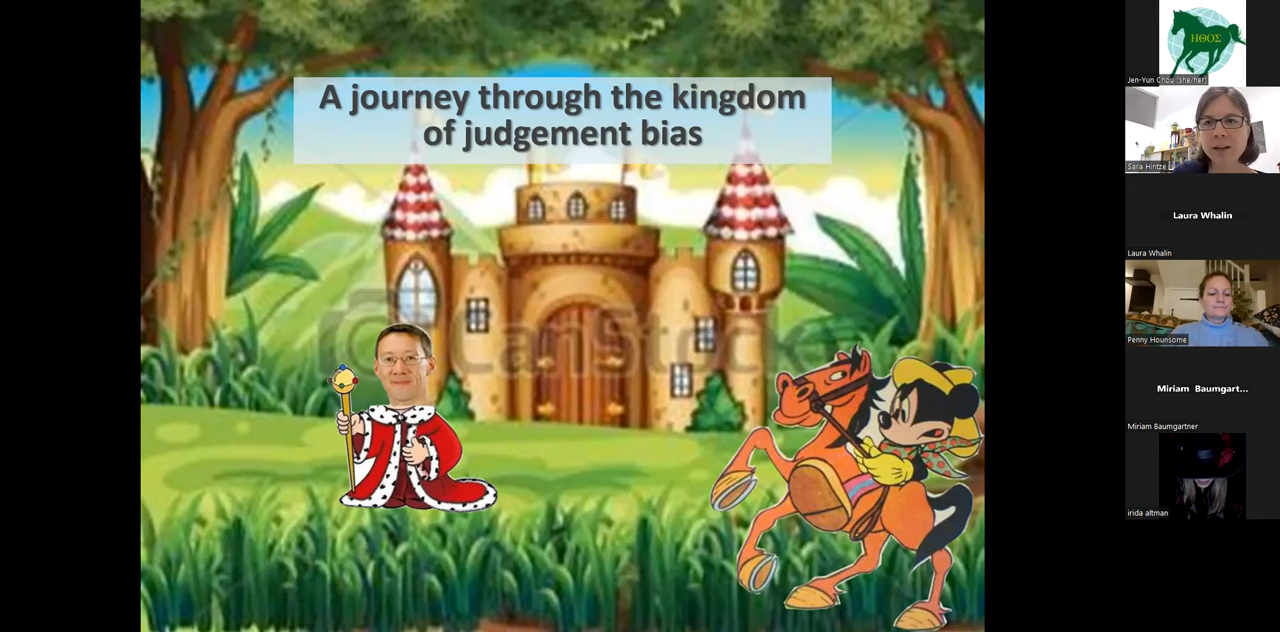 A journey through the kingdom
of judgement bias
© CanStock
ΗΘΟΣ
Jen-Yun Chou (she/her)
Sara Hintze
Laura Whalin
Laura Whalin
Penny Hounsome
Miriam Baumgart...
Miriam Baumgartner
irida altman